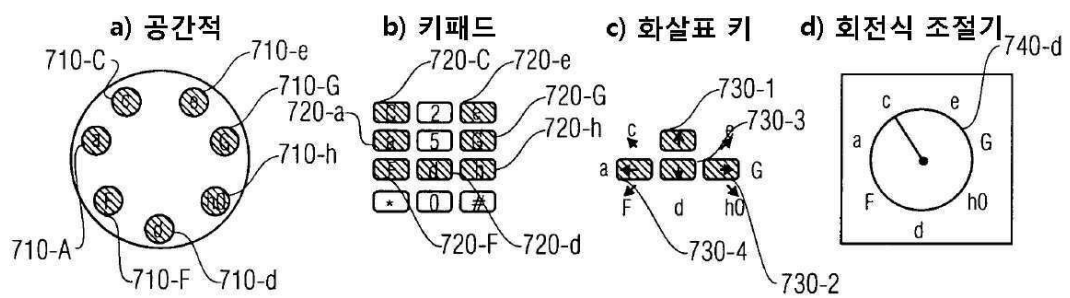 a) 공간적
b) 키패드
c) 화살표 키
d) 회전식 조절기
710-C
710-e
710-G
710-h
710-d
710-F
710-A
720-C
720-e
720-a
720-G
720-h
720-F
720-d
2
5
* 0 #
730-1
730-3
730-4
730-2
c e
a G
F d h0
740-d
c e
a G
F h0
d